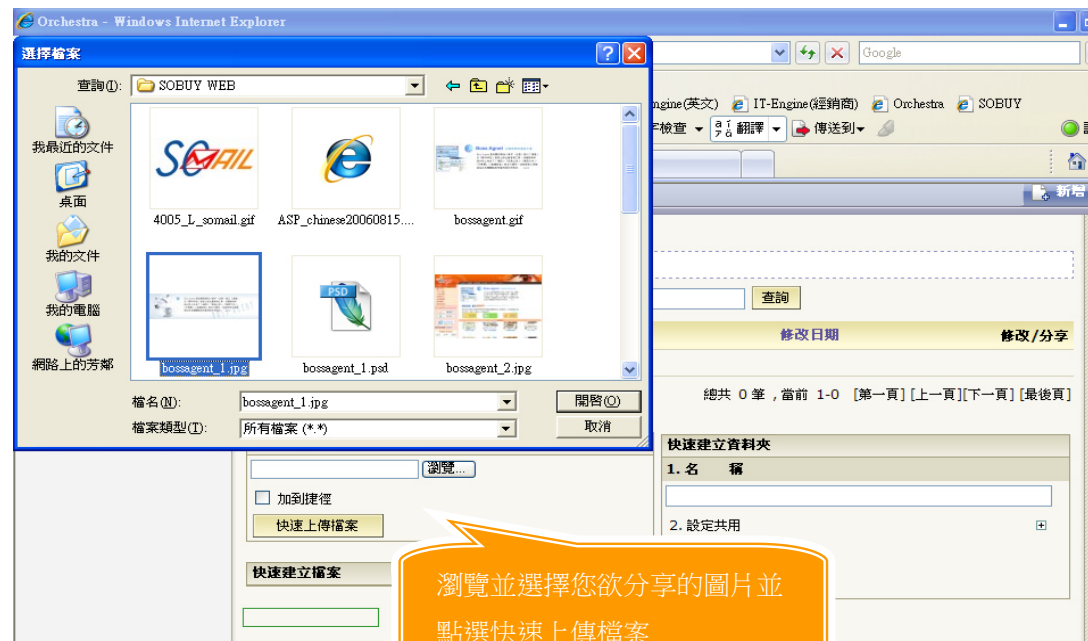 Orchestra - Windows Internet Explorer
選擇檔案
查詢(I): SOBUY WEB
Google
ngine(英文) IT-Engine(經銷商) Orchestra SOBUY
檢查 翻譯 傳送到
我最近的文件
桌面
我的文件
我的電腦
網路上的芳鄰
SOMAIL
4005_L_somail.gif ASP_chinese20060815.... bossagent.gif
PSD
bossagent_1.jpg bossagent_1.psd bossagent_2.jpg
檔名(N): bossagent_1.jpg 開啟(O)
檔案類型(T): 所有檔案 (*.*) 取消
新增
查詢
修改日期 修改/分享
總共 0 筆 , 當前 1-0 [第一頁] [上一頁][下一頁] [最後頁]
瀏覽...
加到捷徑
快速上傳檔案
快速建立檔案
快速建立資料夾
1. 名 稱
2. 設定共用
瀏覽並選擇您欲分享的圖片並
點選快速上傳檔案